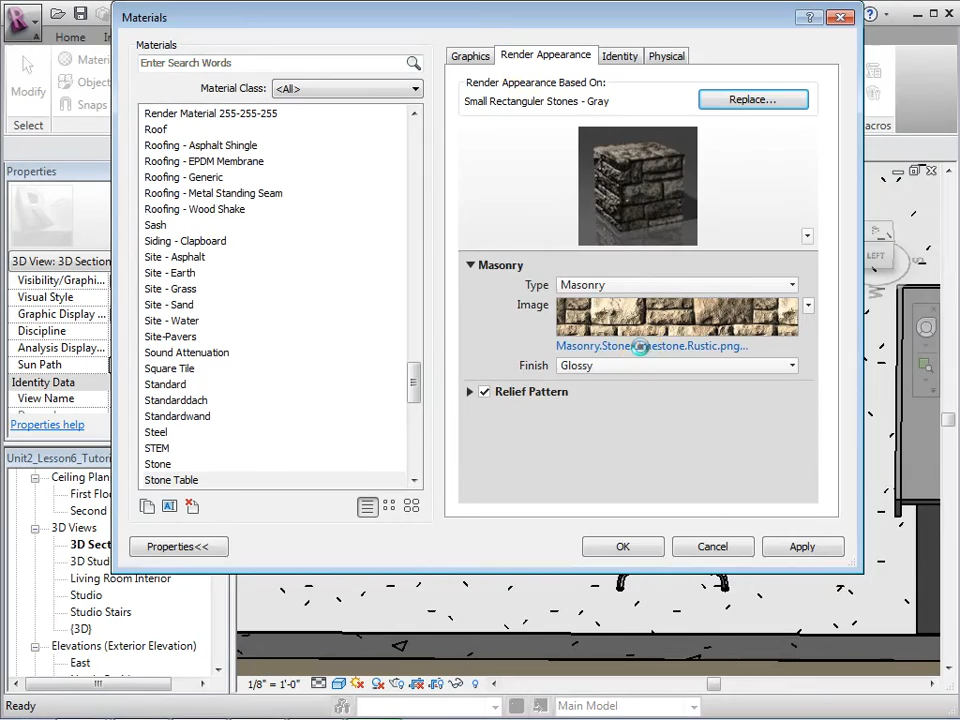 Materials
Home
Materials
Enter Search Words
Material Class: <All>
Graphics
Render Appearance
Identity
Physical
Render Appearance Based On:
Small Rectanguler Stones - Gray
Replace...
Modify
Select
Snaps
Properties
3D View: 3D Section
Visibility/Graphi...
Visual Style
Graphic Display ...
Discipline
Analysis Display...
Sun Path
Identity Data
View Name
Properties help
Render Material 255-255-255
Roof
Roofing - Asphalt Shingle
Roofing - EPDM Membrane
Roofing - Generic
Roofing - Metal Standing Seam
Roofing - Wood Shake
Sash
Siding - Clapboard
Site - Asphalt
Site - Earth
Site - Grass
Site - Sand
Site - Water
Site-Pavers
Sound Attenuation
Square Tile
Standard
Standarddach
Standardwand
Steel
STEM
Stone
Stone Table
Masonry
Type Masonry
Image
Finish Glossy
Relief Pattern
Properties<<
OK
Cancel
Apply
LEFT
Ceiling Plan
First Floo
Second
3D Views
3D Sect
3D Stud
Living Room Interior
Studio
Studio Stairs
{3D}
Elevations (Exterior Elevation)
East
1/8" = 1'-0"
Ready
Main Model